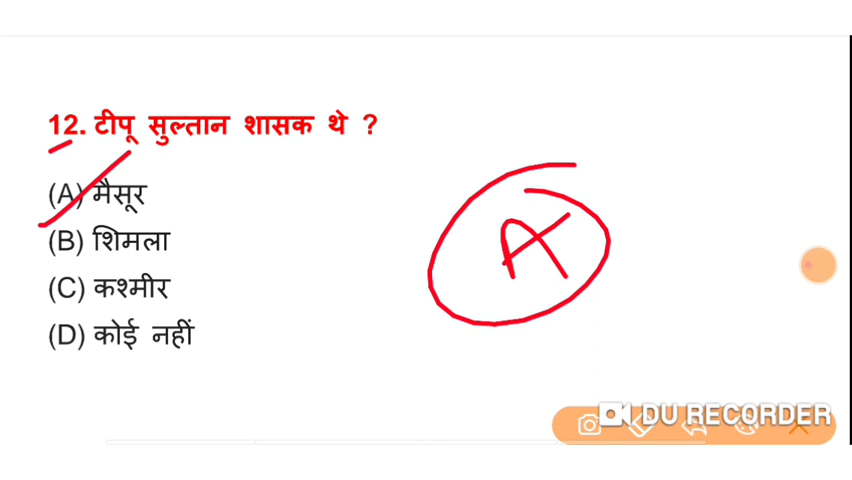 12. टीपू सुल्तान शासक थे ?
(A) मैसूर
(B) शिमला
(C) कश्मीर
(D) कोई नहीं
A
DU RECORDER